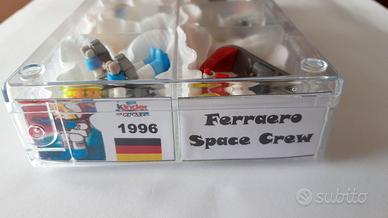 Kinder
1996
Ferraero
Space Crew
subito